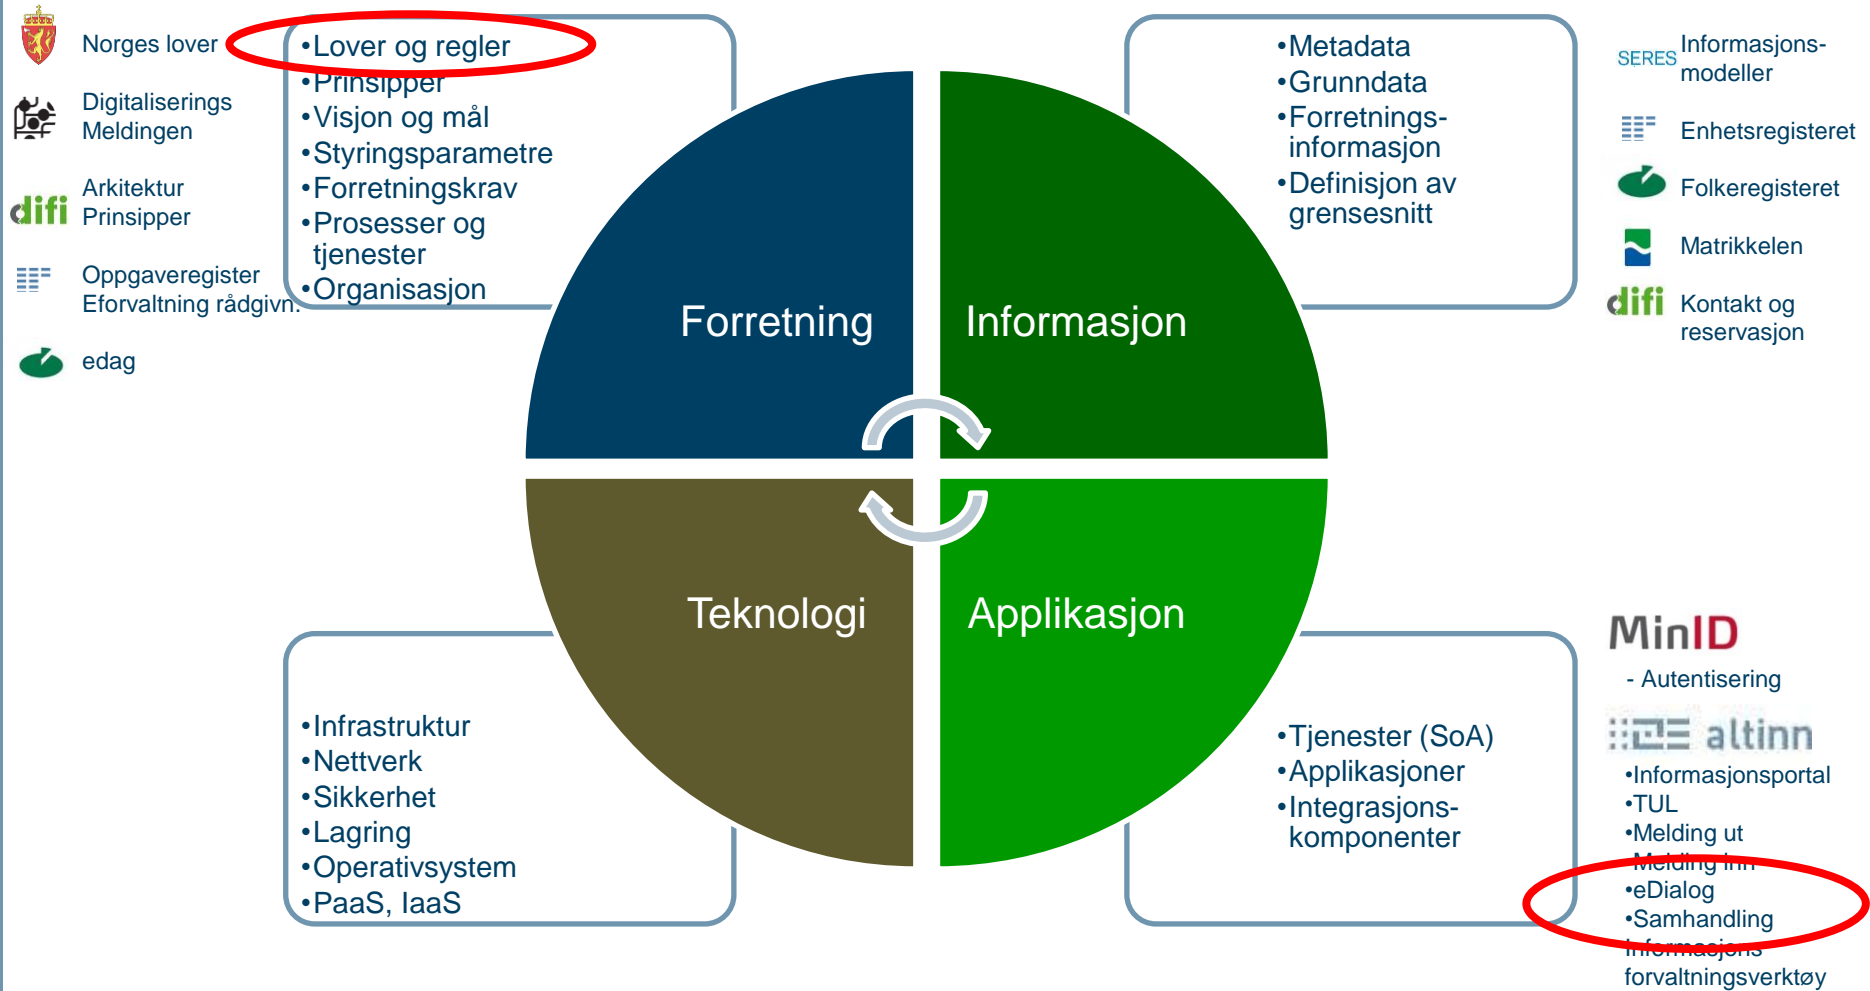 Norges lover
Digitaliserings
Meldingen
difi
Arkitektur
Prinsipper
Oppgaveregister
Eforvaltning rådgivn.
edag
•Lover og regler
•Prinsipper
•Visjon og mål
•Styringsparametre
•Forretningskrav
•Prosesser og
tjenester
•Organisasjon
Forretning
Informasjon
•Metadata
•Grunndata
•Forretnings-
informasjon
•Definisjon av
grensesnitt
SERES
Informasjons-
modeller
Enhetsregisteret
Folkeregisteret
Matrikkelen
difi
Kontakt og
reservasjon
Teknologi
Applikasjon
•Infrastruktur
•Nettverk
•Sikkerhet
•Lagring
•Operativsystem
•PaaS, IaaS
•Tjenester (SoA)
•Applikasjoner
•Integrasjons-
komponenter
MinID
- Autentisering
altinn
•Informasjonsportal
•TUL
•Melding ut
•Melding inn
•eDialog
•Samhandling
Informasjons
forvaltningsverktøy